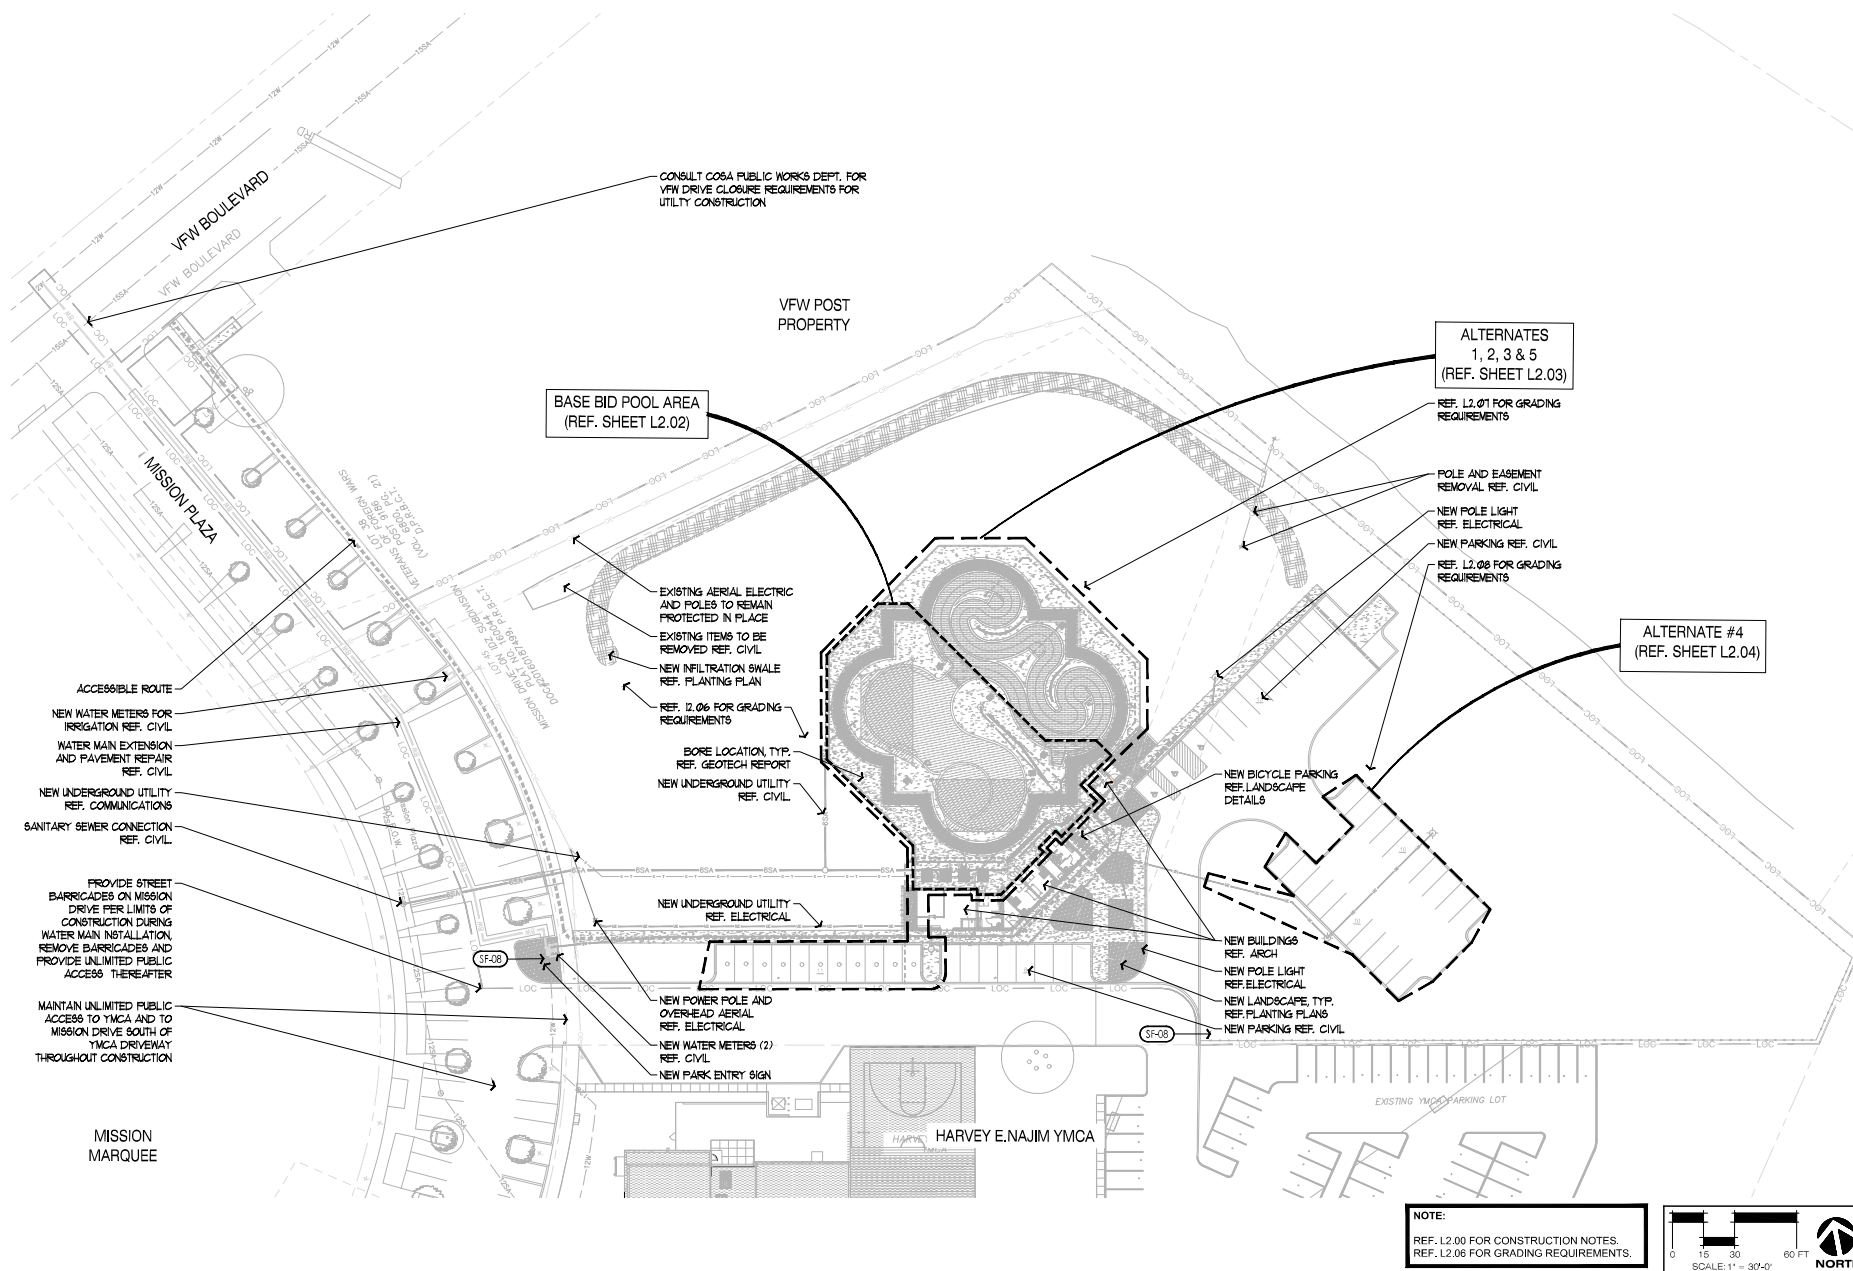 VFW BOULEVARD
VFW BOULEVARD
CONSULT COSA PUBLIC WORKS DEPT. FOR
VFW DRIVE CLOSURE REQUIREMENTS FOR
UTILTY CONSTRUCTION
VFW POST
PROPERTY
BASE BID POOL AREA
(REF. SHEET L2.02)
ALTERNATES
1, 2, 3 & 5
(REF. SHEET L2.03)
REF. L2.07 FOR GRADING
REQUIREMENTS
POLE AND EASEMENT
REMOVAL REF. CIVIL
NEW POLE LIGHT
REF. ELECTRICAL
NEW PARKING REF. CIVIL
REF. L2.08 FOR GRADING
REQUIREMENTS
ALTERNATE #4
(REF. SHEET L2.04)
MISSION PLAZA
EXISTING AERIAL ELECTRIC
AND POLES TO REMAIN
PROTECTED IN PLACE
EXISTING ITEMS TO BE
REMOVED REF. CIVIL
NEW INFILTRATION SWALE
REF. PLANTING PLAN
REF. l2.06 FOR GRADING
REQUIREMENTS
BORE LOCATION, TYP.
REF. GEOTECH REPORT
NEW UNDERGROUND UTILITY
REF. CIVIL
ACCESSIBLE ROUTE
NEW WATER METERS FOR
IRRIGATION REF. CIVIL
WATER MAIN EXTENSION
AND PAVEMENT REPAIR
REF. CIVIL
NEW UNDERGROUND UTILITY
REF. COMMUNICATIONS
SANITARY SEWER CONNECTION
REF. CIVIL
PROVIDE STREET
BARRICADES ON MISSION
DRIVE PER LIMITS OF
CONSTRUCTION DURING
WATER MAIN INSTALLATION,
REMOVE BARRICADES AND
PROVIDE UNLIMITED PUBLIC
ACCESS THEREAFTER
MAINTAIN UNLIMITED PUBLIC
ACCESS TO YMCA AND TO
MISSION DRIVE SOUTH OF
YMCA DRIVEWAY
THROUGHOUT CONSTRUCTION
NEW UNDERGROUND UTILITY
REF. ELECTRICAL
SF-08
NEW POWER POLE AND
OVERHEAD AERIAL
REF. ELECTRICAL
NEW WATER METERS (2)
REF. CIVIL
NEW PARK ENTRY SIGN
NEW BICYCLE PARKING
REF.LANDSCAPE
DETAILS
NEW BUILDINGS
REF. ARCH
NEW POLE LIGHT
REF.ELECTRICAL
NEW LANDSCAPE, TYP.
REF.PLANTING PLANS
NEW PARKING REF. CIVIL
SF-08
EXISTING YMCA PARKING LOT
MISSION
MARQUEE
HARVEY E.NAJIM YMCA
NOTE:
REF. L2.00 FOR CONSTRUCTION NOTES.
REF. L2.06 FOR GRADING REQUIREMENTS.
0 15 30 60 FT
SCALE: 1" = 30'-0"